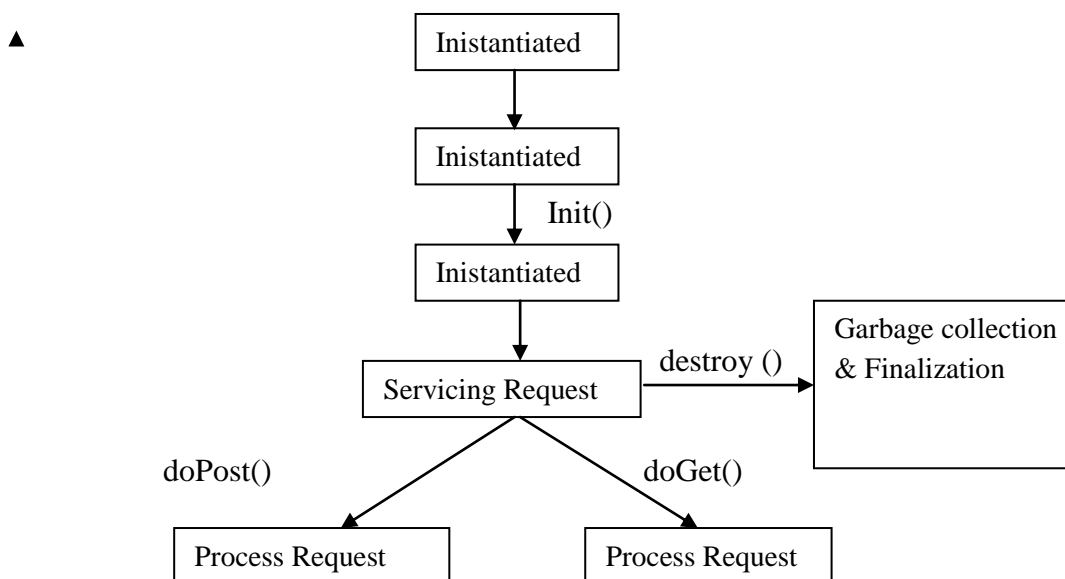 Inistantiated
Inistantiated
Init()
Inistantiated
Garbage collection
& Finalization
destroy ()
Servicing Request
doPost()
doGet()
Process Request
Process Request